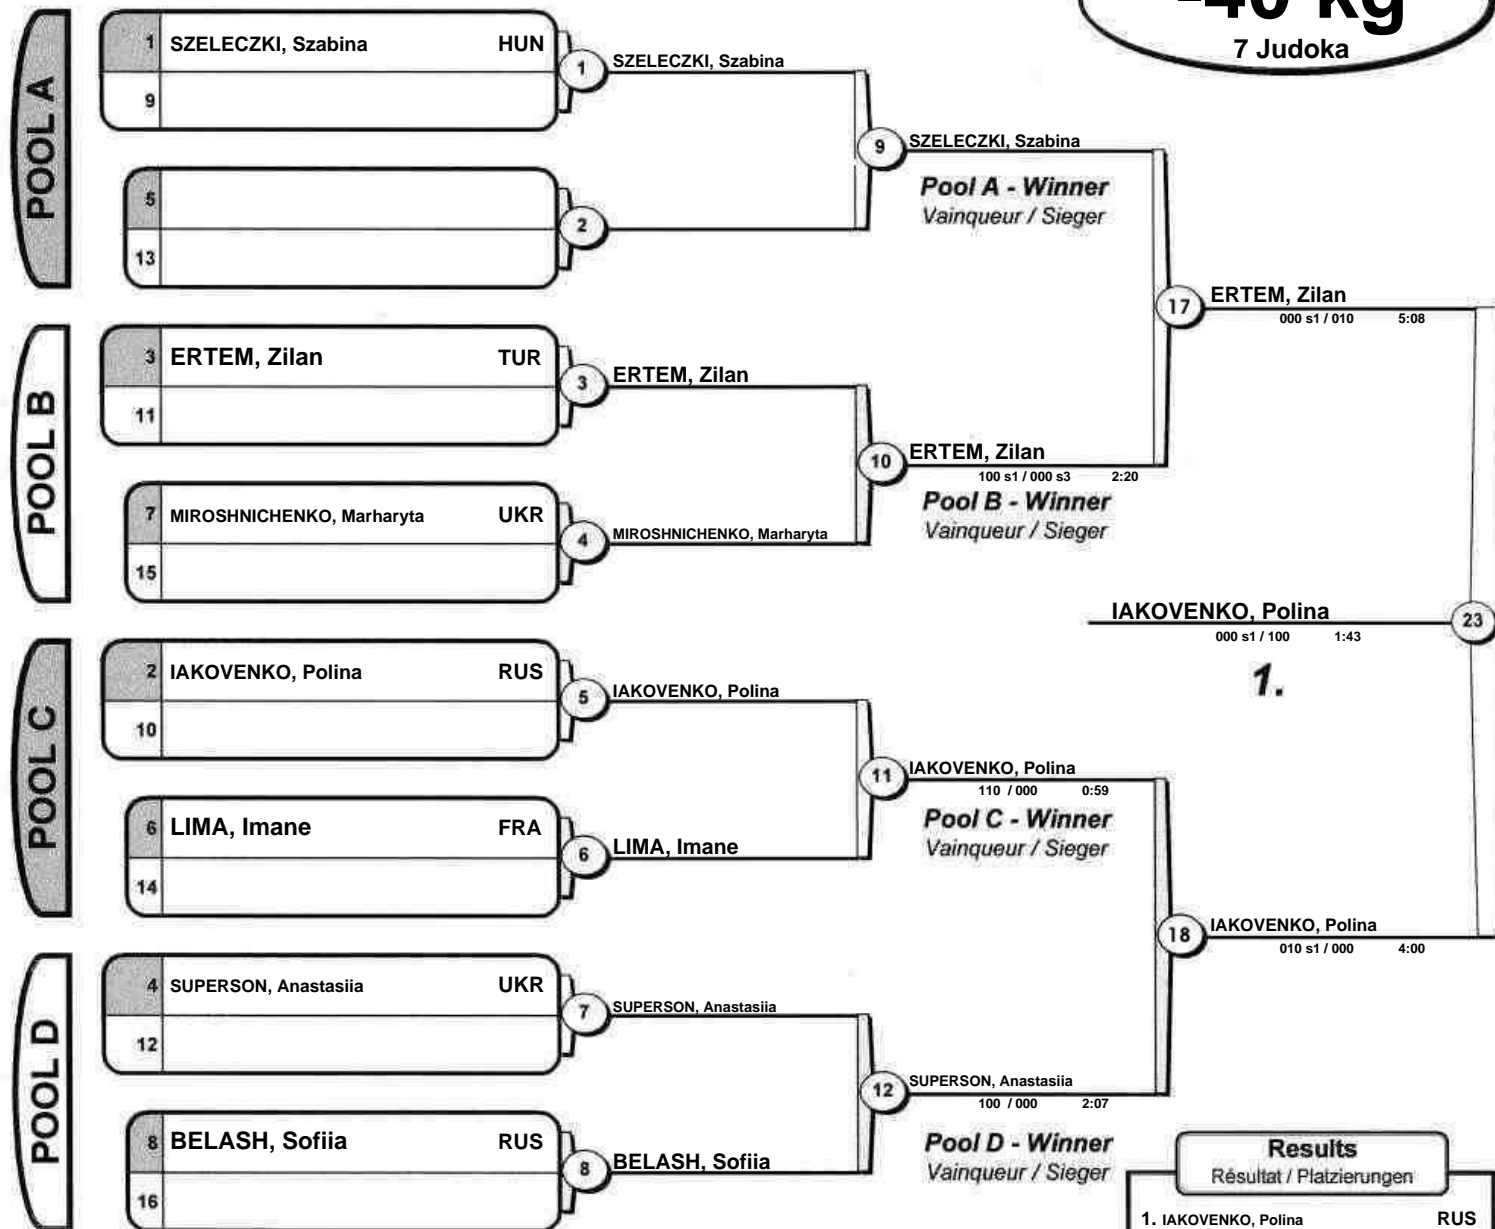 -40 kg
7 Judoka
POOL A
1 SZELECZKI, Szabina HUN
9
1 SZELECZKI, Szabina
5
13
2
9 SZELECZKI, Szabina
Pool A - Winner
Vainqueur / Sieger
17 ERTEM, Zilan
000 s1 / 010 5:08
POOL B
3 ERTEM, Zilan TUR
11
3 ERTEM, Zilan
7 MIROSHNICHENKO, Marharyta UKR
15
4 MIROSHNICHENKO, Marharyta
10 ERTEM, Zilan
100 s1 / 000 s3 2:20
Pool B - Winner
Vainqueur / Sieger
IAKOVENKO, Polina 23
000 s1 / 100 1:43
1.
POOL C
2 IAKOVENKO, Polina RUS
10
5 IAKOVENKO, Polina
6 LIMA, Imane FRA
14
6 LIMA, Imane
11 IAKOVENKO, Polina
110 / 000 0:59
Pool C - Winner
Vainqueur / Sieger
18 IAKOVENKO, Polina
010 s1 / 000 4:00
POOL D
4 SUPERSON, Anastasiia UKR
12
7 SUPERSON, Anastasiia
8 BELASH, Sofiia RUS
16
8 BELASH, Sofiia
12 SUPERSON, Anastasiia
100 / 000 2:07
Pool D - Winner
Vainqueur / Sieger
Results
Résultat / Platzierungen
1. IAKOVENKO, Polina RUS